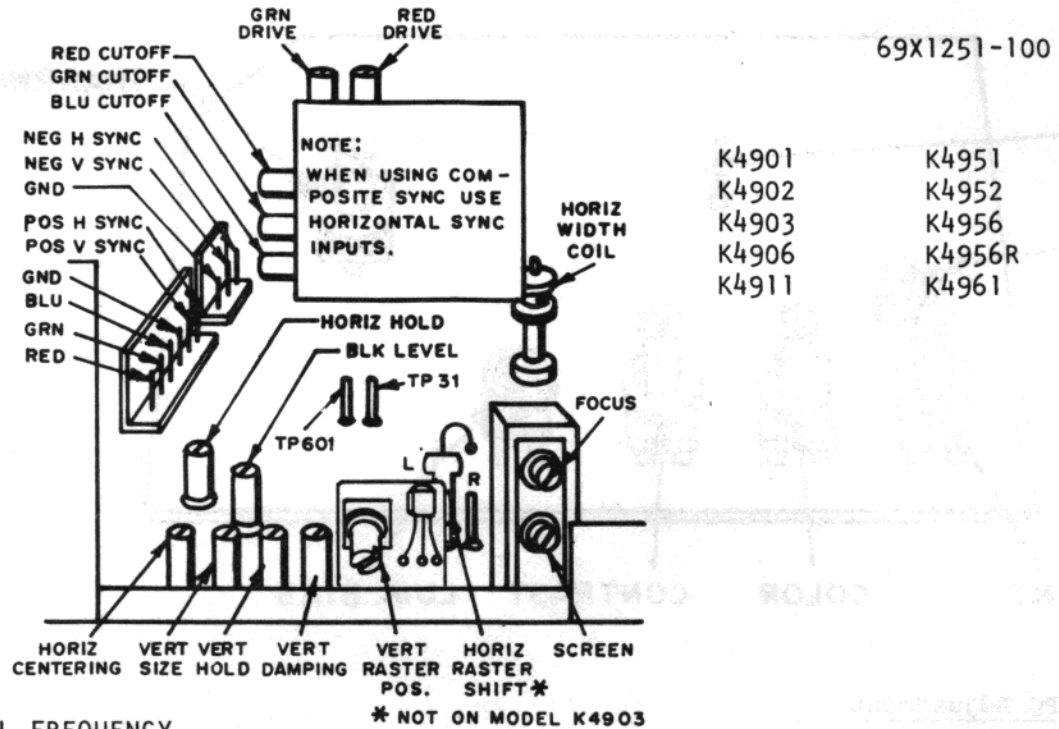 GRN DRIVE
RED DRIVE
69X1251-100
RED CUTOFF
GRN CUTOFF
BLU CUTOFF
NEG H SYNC
NEG V SYNC
GND
POS H SYNC
POS V SYNC
GND
BLU
GRN
RED
NOTE:
WHEN USING COM-
POSITE SYNC USE
HORIZONTAL SYNC
INPUTS.
HORIZ
WIDTH
COIL
K4901 K4951
K4902 K4952
K4903 K4956
K4906 K4956R
K4911 K4961
HORIZ HOLD
BLK LEVEL
TP 31
TP601
L
R
FOCUS
HORIZ CENTERING
VERT SIZE
VERT HOLD
VERT DAMPING
VERT RASTER POS.
HORIZ RASTER SHIFT*
SCREEN
* NOT ON MODEL K4903
FREQUENCY